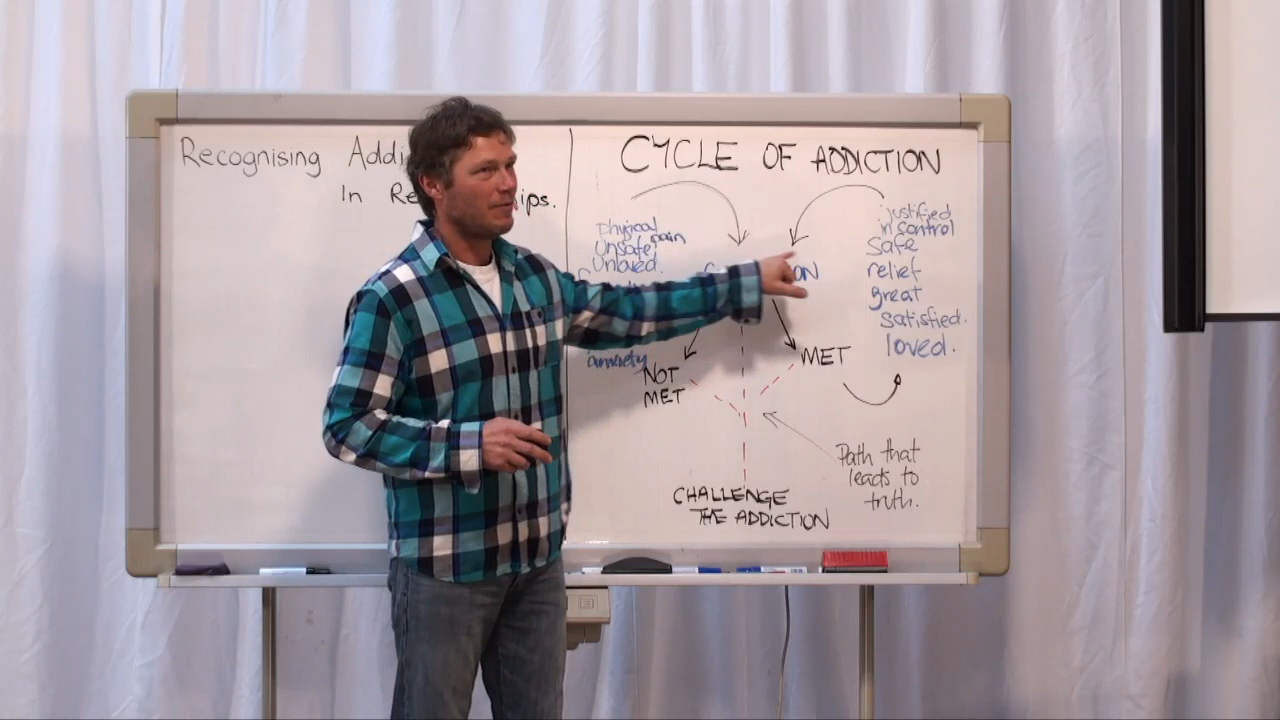 Recognising Addi
In Re ips.
CYCLE OF ADDICTION
physical
pain
Unsafe
Unloved.
anxiety
NOT
MET
MET
justified
in control
Safe
relief
great
satisfied.
loved.
Path that
leads to
truth.
CHALLENGE
THE ADDICTION